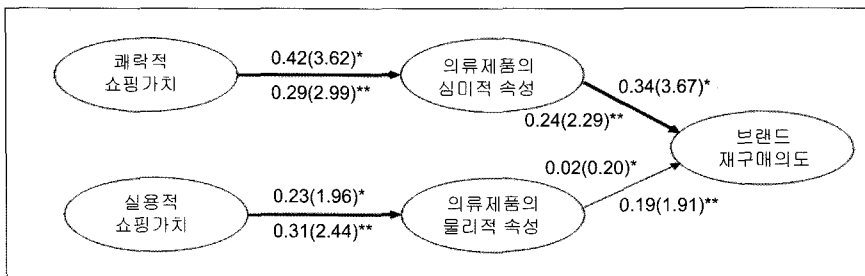 쾌락적
쇼핑가치
0.42(3.62)*
0.29(2.99)**
의류제품의
심미적 속성
0.34(3.67)*
0.24(2.29)**
브랜드
재구매의도
실용적
쇼핑가치
0.23(1.96)*
0.31(2.44)**
의류제품의
물리적 속성
0.02(0.20)*
0.19(1.91)**